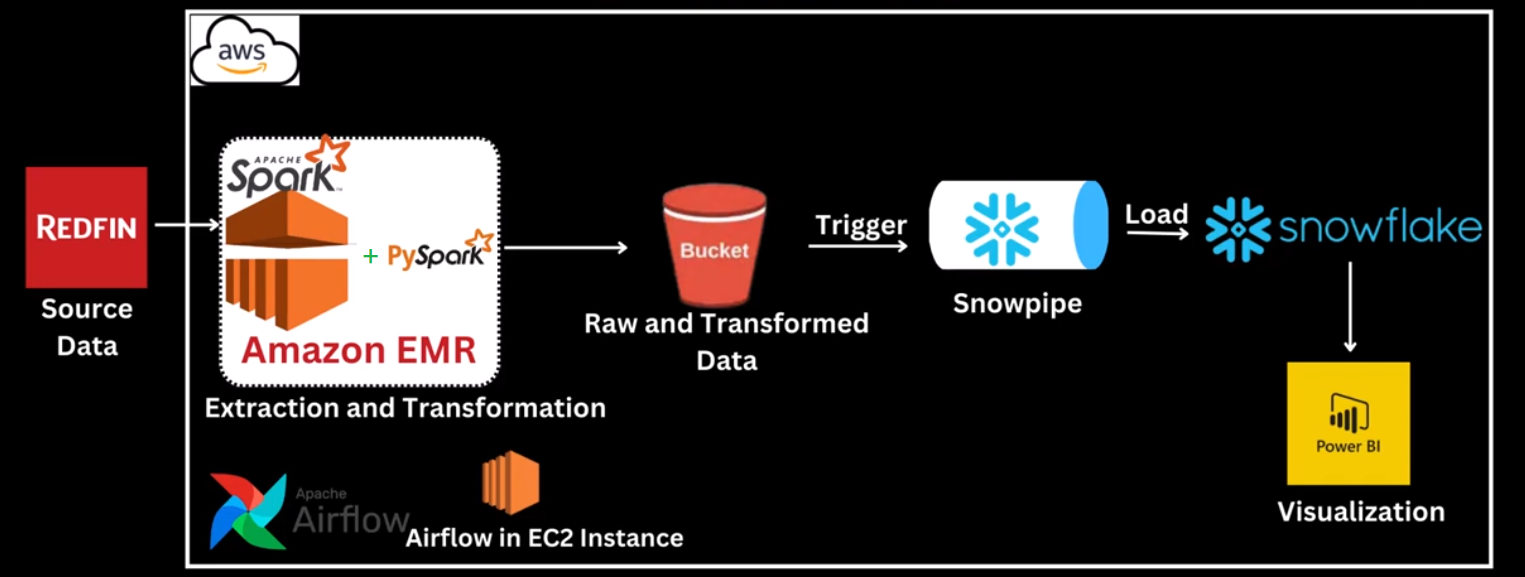 aws
APACHE
Spark™
REDFIN
+ PySpark
Amazon EMR
Source
Data
Extraction and Transformation
Bucket
Raw and Transformed
Data
Trigger
Snowpipe
Load
snowflake
Power BI
Visualization
Apache
Airflow
Airflow in EC2 Instance